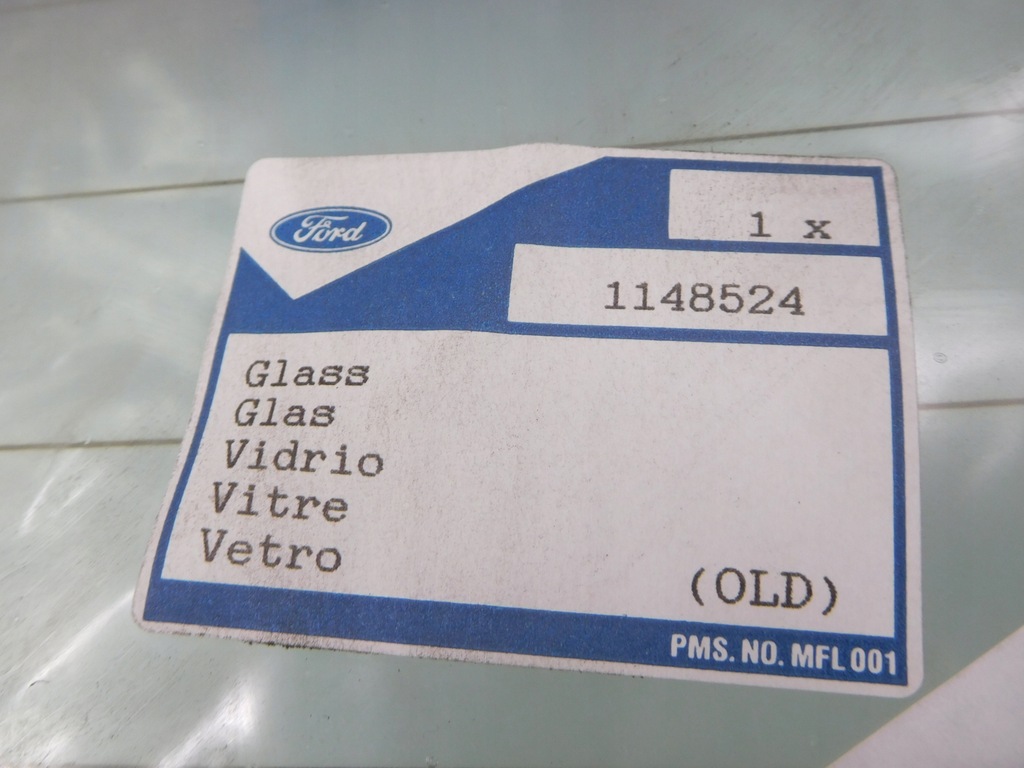 Ford
1 x
1148524
Glass
Glas
Vidrio
Vitre
Vetro
(OLD)
PMS. NO. MFL 001